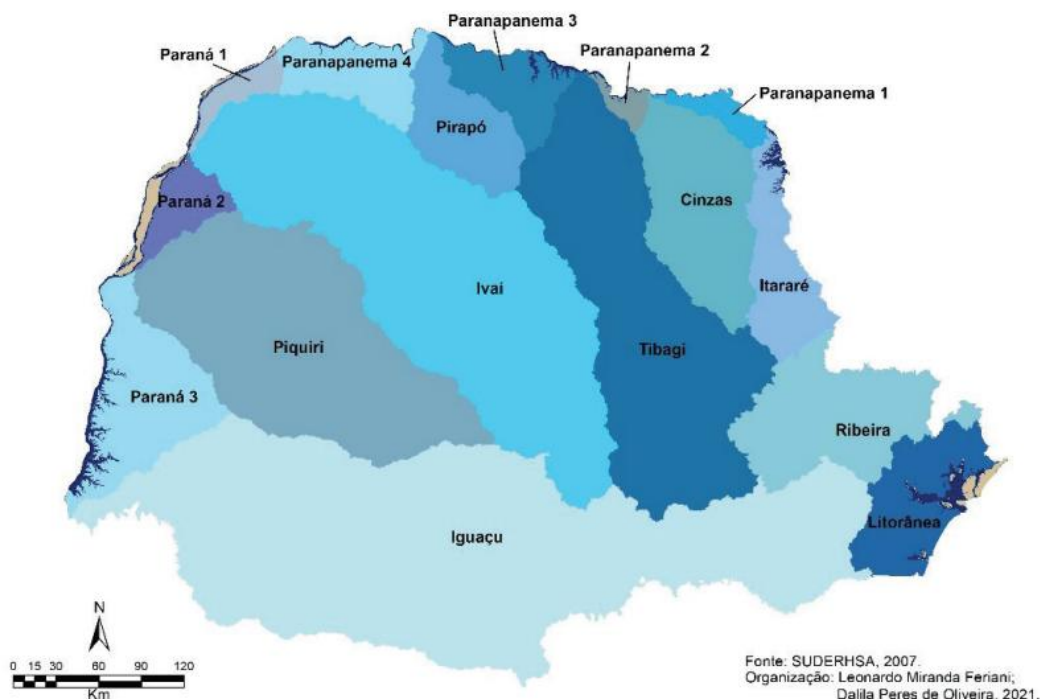 Paranapanema 3
Paraná 1
Paranapanema 4
Paranapanema 2
Paranapanema 1
Pirapó
Cinzas
Paraná 2
Ivaí
Itararé
Piquiri
Tibagi
Paraná 3
Ribeira
Litorânea
Iguaçu
N
0 15 30 60 90 120
Km
Fonte: SUDERHSA, 2007.
Organização: Leonardo Miranda Feriani;
Dalila Peres de Oliveira, 2021.